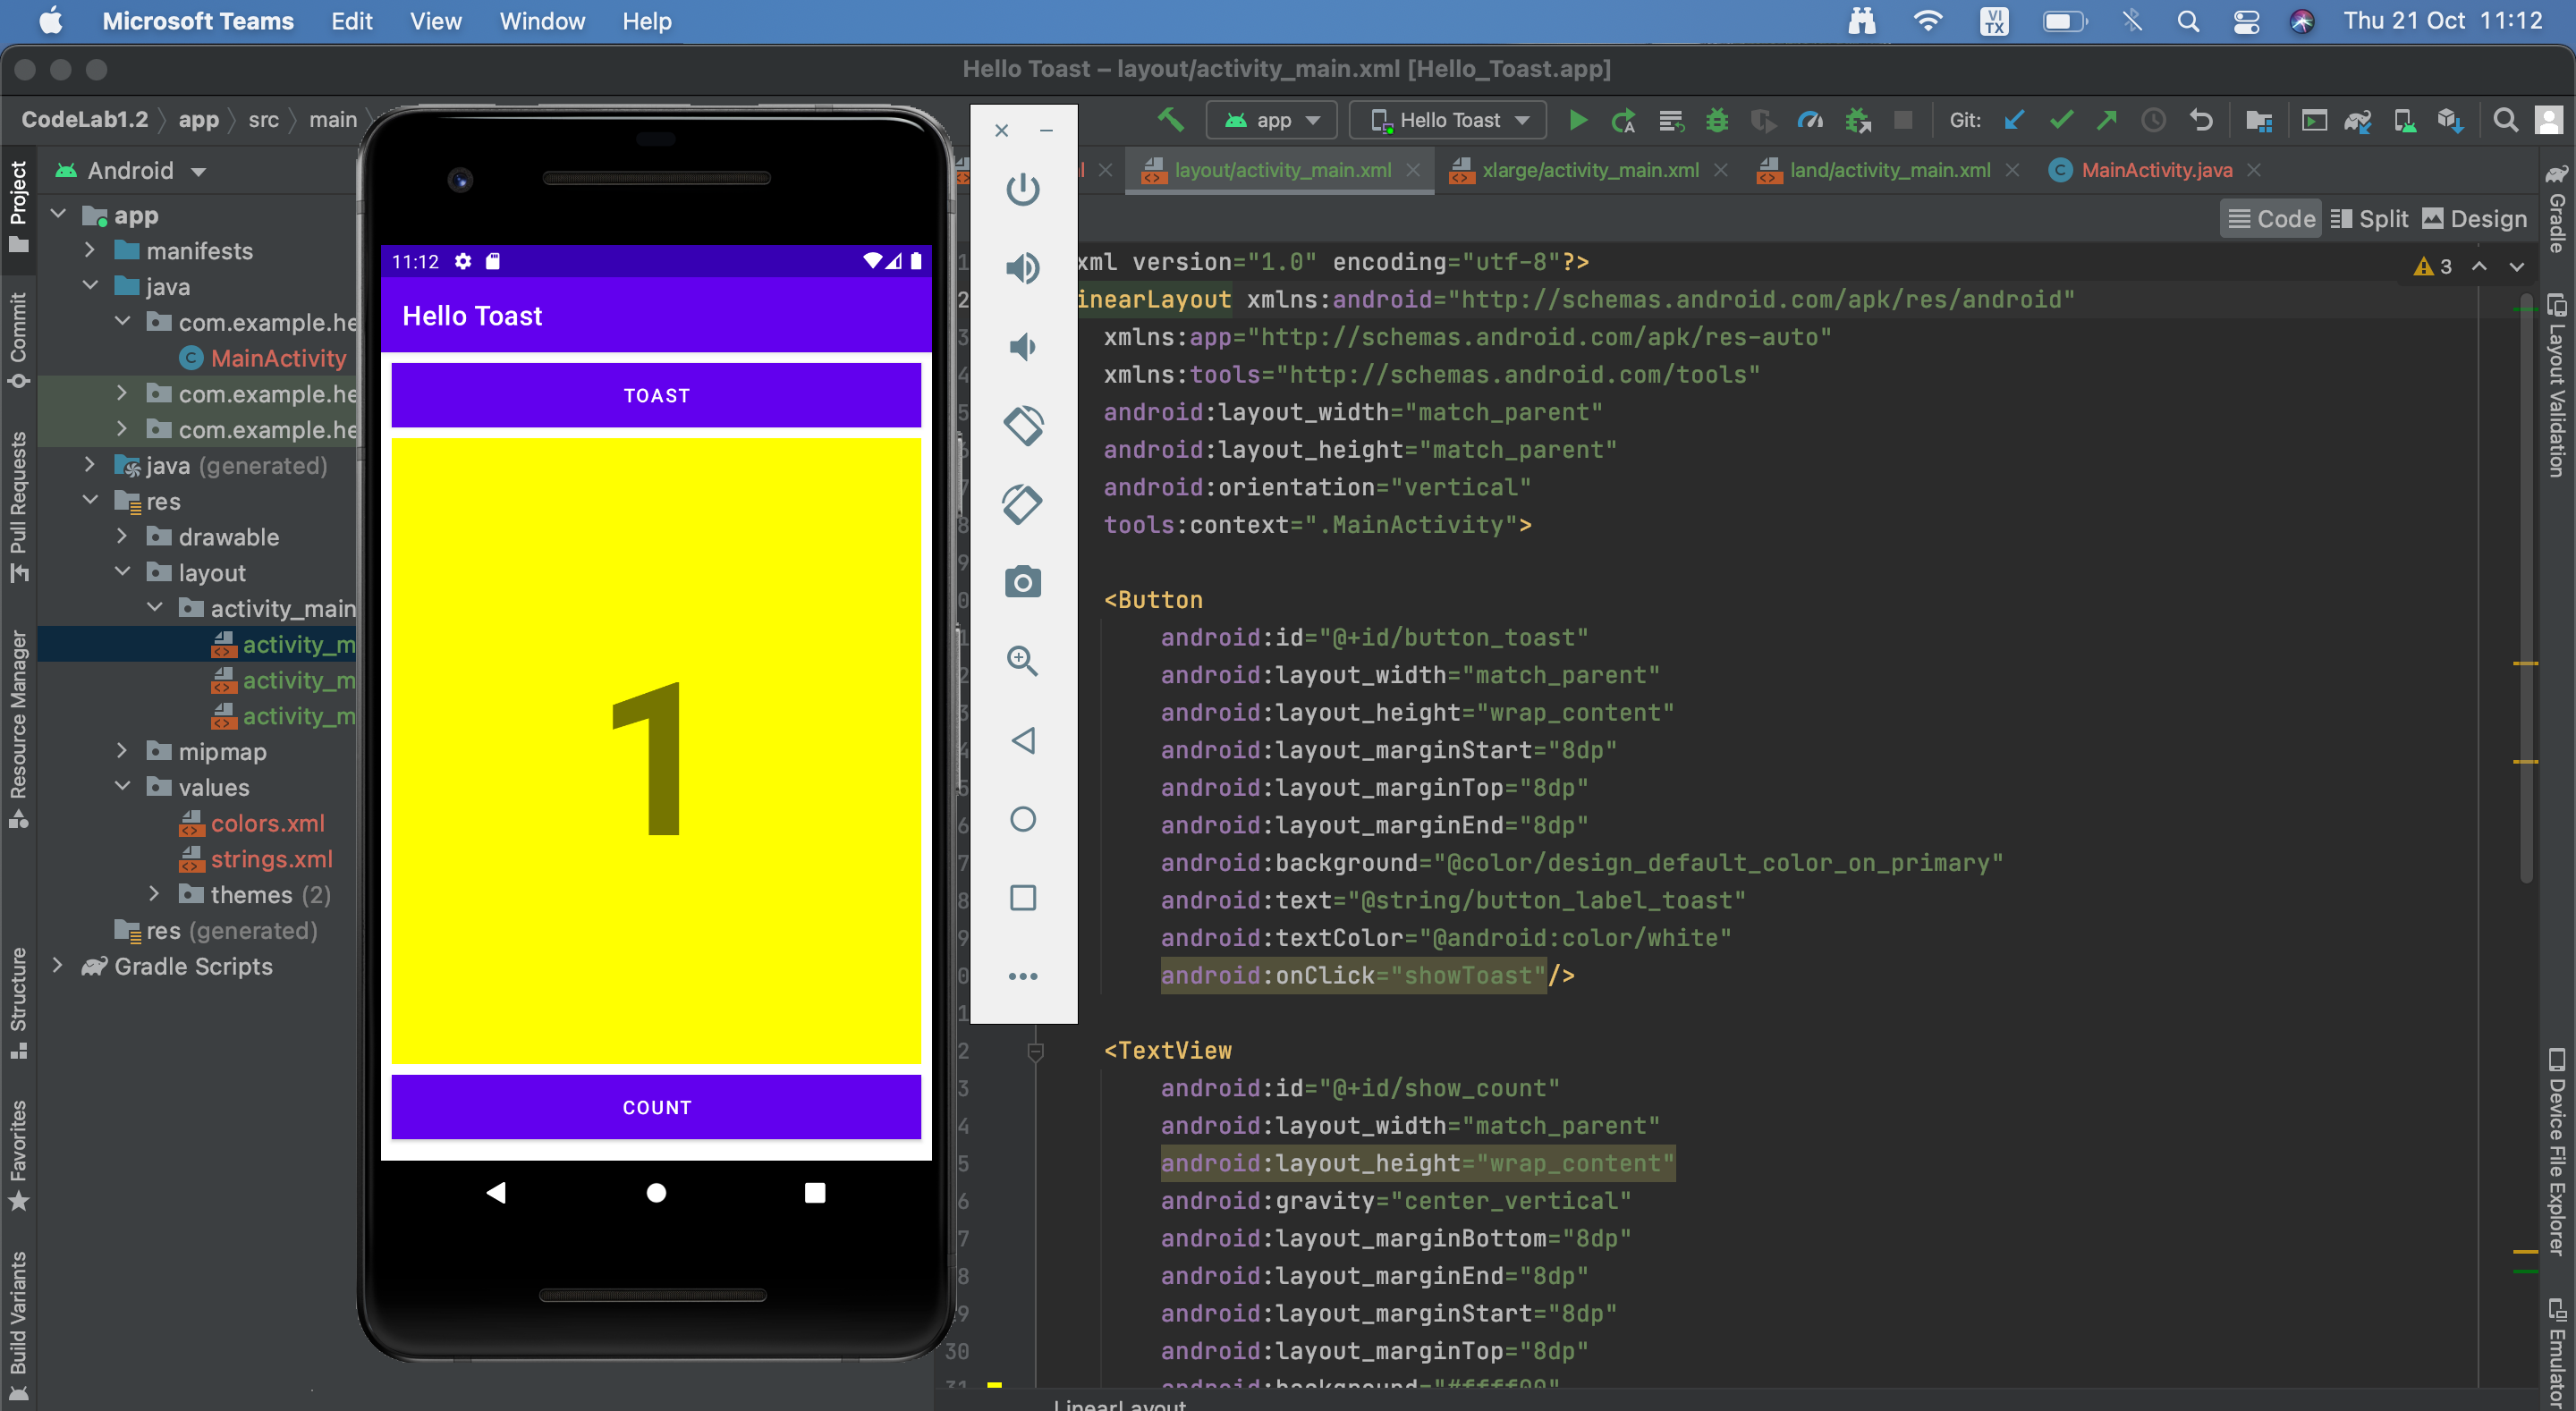 Microsoft Teams Edit View Window Help VI TX Thu 21 Oct 11:12
Hello Toast – layout/activity_main.xml [Hello_Toast.app]
CodeLab1.2 app src main app Hello Toast Git:
Android
layout/activity_main.xml xlarge/activity_main.xml land/activity_main.xml MainActivity.java
Code Split Design
Project
Commit
Pull Requests
Resource Manager
Structure
Favorites
Build Variants
app
manifests
java
com.example.he
MainActivity
com.example.he
com.example.he
java (generated)
res
drawable
layout
activity_main
activity_m
activity_m
activity_m
mipmap
values
colors.xml
strings.xml
themes (2)
res (generated)
Gradle Scripts
11:12
Hello Toast
TOAST
1
COUNT
3
xml version="1.0" encoding="utf-8"?>
inearLayout xmlns:android="http://schemas.android.com/apk/res/android"
xmlns:app="http://schemas.android.com/apk/res-auto"
xmlns:tools="http://schemas.android.com/tools"
android:layout_width="match_parent"
android:layout_height="match_parent"
android:orientation="vertical"
tools:context=".MainActivity">
<Button
android:id="@+id/button_toast"
android:layout_width="match_parent"
android:layout_height="wrap_content"
android:layout_marginStart="8dp"
android:layout_marginTop="8dp"
android:layout_marginEnd="8dp"
android:background="@color/design_default_color_on_primary"
android:text="@string/button_label_toast"
android:textColor="@android:color/white"
android:onClick="showToast"/>
<TextView
android:id="@+id/show_count"
android:layout_width="match_parent"
android:layout_height="wrap_content"
android:gravity="center_vertical"
android:layout_marginBottom="8dp"
android:layout_marginEnd="8dp"
android:layout_marginStart="8dp"
30 android:layout_marginTop="8dp"
31 android:background="#ffff00"
LinearLayout
Gradle
Layout Validation
Device File Explorer
Emulator